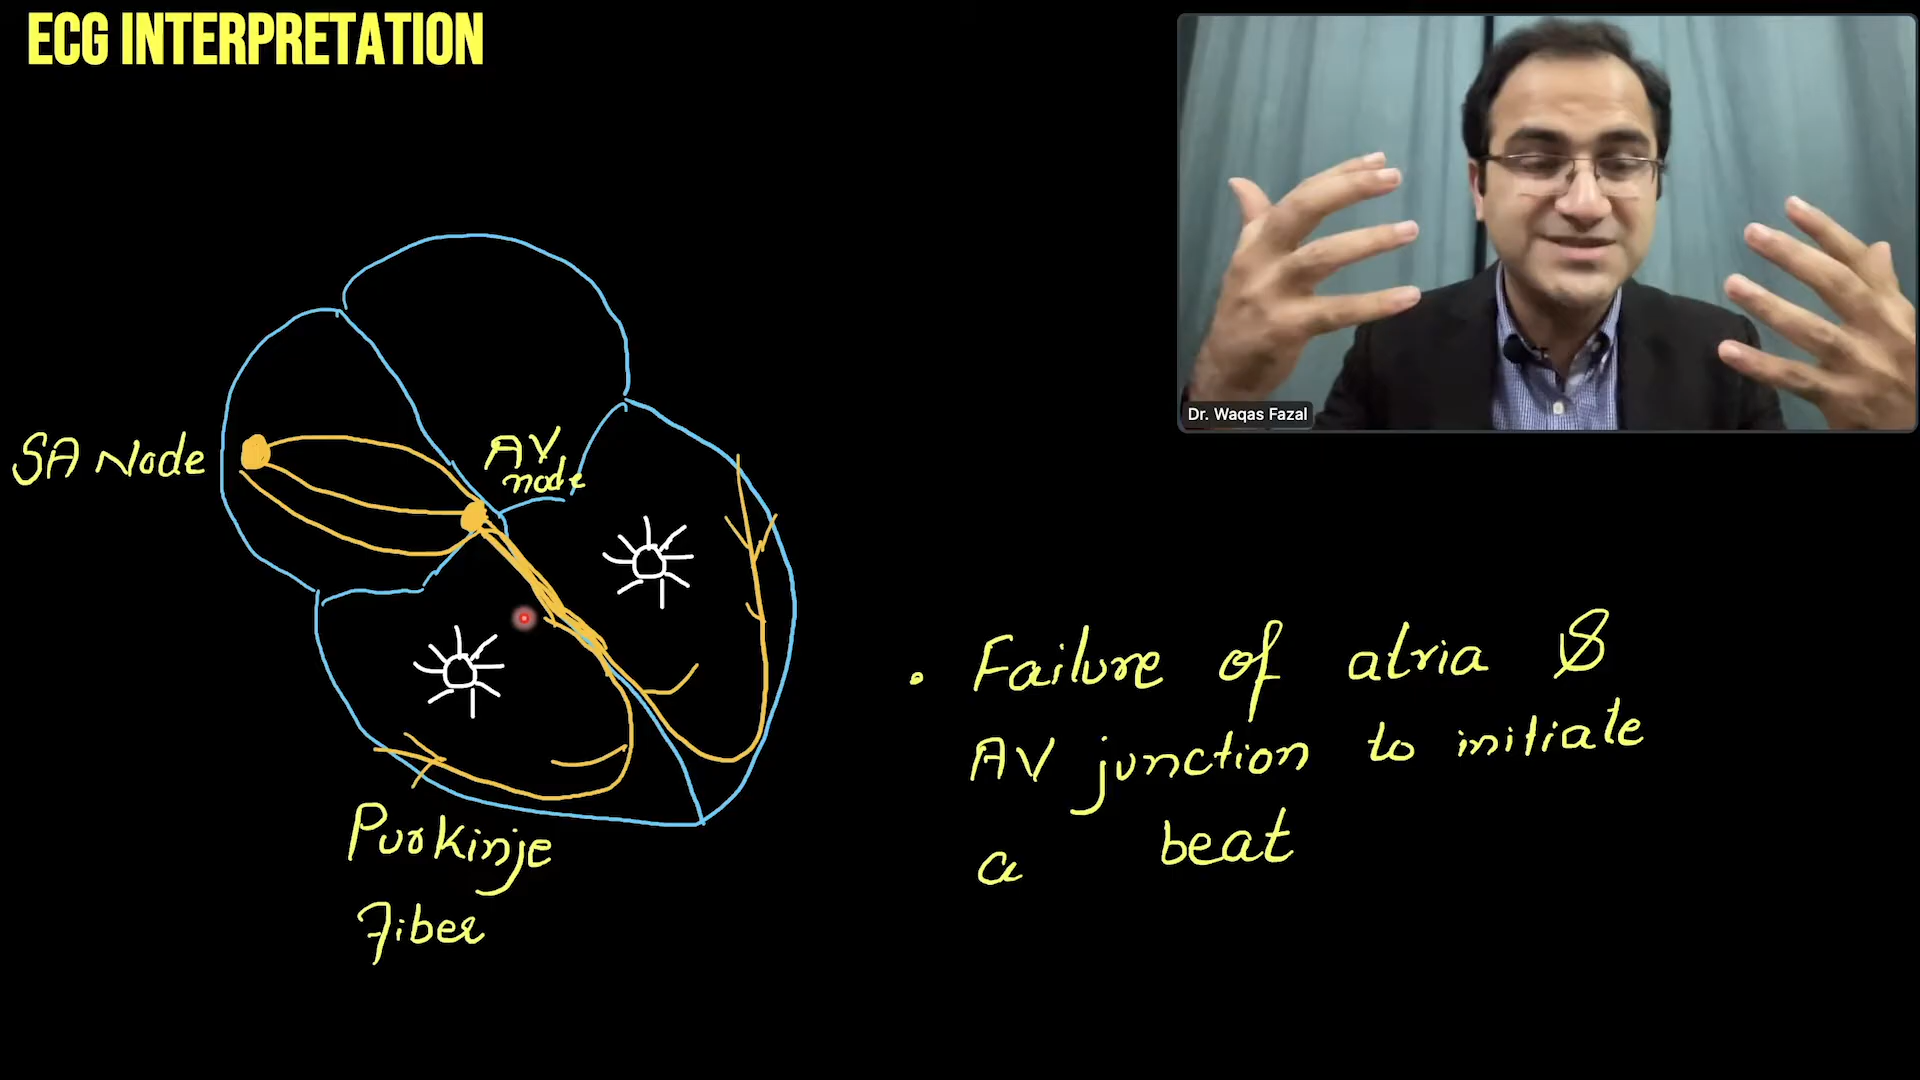 ECG INTERPRETATION
Dr. Waqas Fazal
SA Node
AV
node
Purkinje
Fiber
. Failure of atria &
AV junction to initiate
a beat